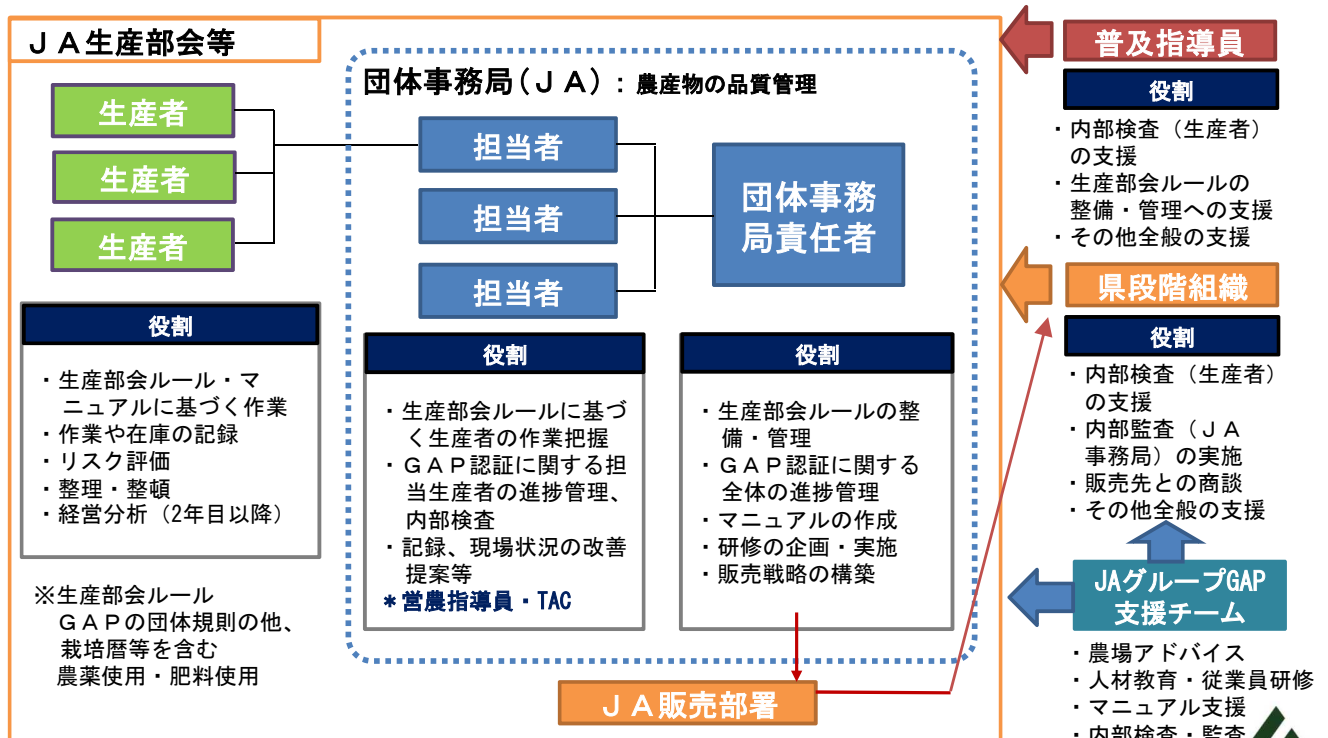 ＪＡ生産部会等
生産者
生産者
生産者
役割
・生産部会ルール・マ
ニュアルに基づく作業
・作業や在庫の記録
・リスク評価
・整理・整頓
・経営分析（2年目以降）
※生産部会ルール
ＧＡＰの団体規則の他、
栽培暦等を含む
農薬使用・肥料使用
団体事務局（ＪＡ）：農産物の品質管理
担当者
担当者
担当者
団体事務
局責任者
役割
・生産部会ルールに基づ
く生産者の作業把握
・ＧＡＰ認証に関する担
当生産者の進捗管理、
内部検査
・記録、現場状況の改善
提案等
＊営農指導員・TAC
役割
・生産部会ルールの整
備・管理
・ＧＡＰ認証に関する
全体の進捗管理
・マニュアルの作成
・研修の企画・実施
・販売戦略の構築
ＪＡ販売部署
普及指導員
役割
・内部検査（生産者）
の支援
・生産部会ルールの
整備・管理への支援
・その他全般の支援
県段階組織
役割
・内部検査（生産者）
の支援
・内部監査（ＪＡ
事務局）の実施
・販売先との商談
・その他全般の支援
JAグループGAP
支援チーム
・農場アドバイス
・人材教育・従業員研修
・マニュアル支援
・内部検査・監査